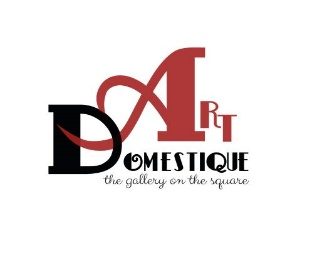 ART
DOMESTIQUE
the gallery on the square